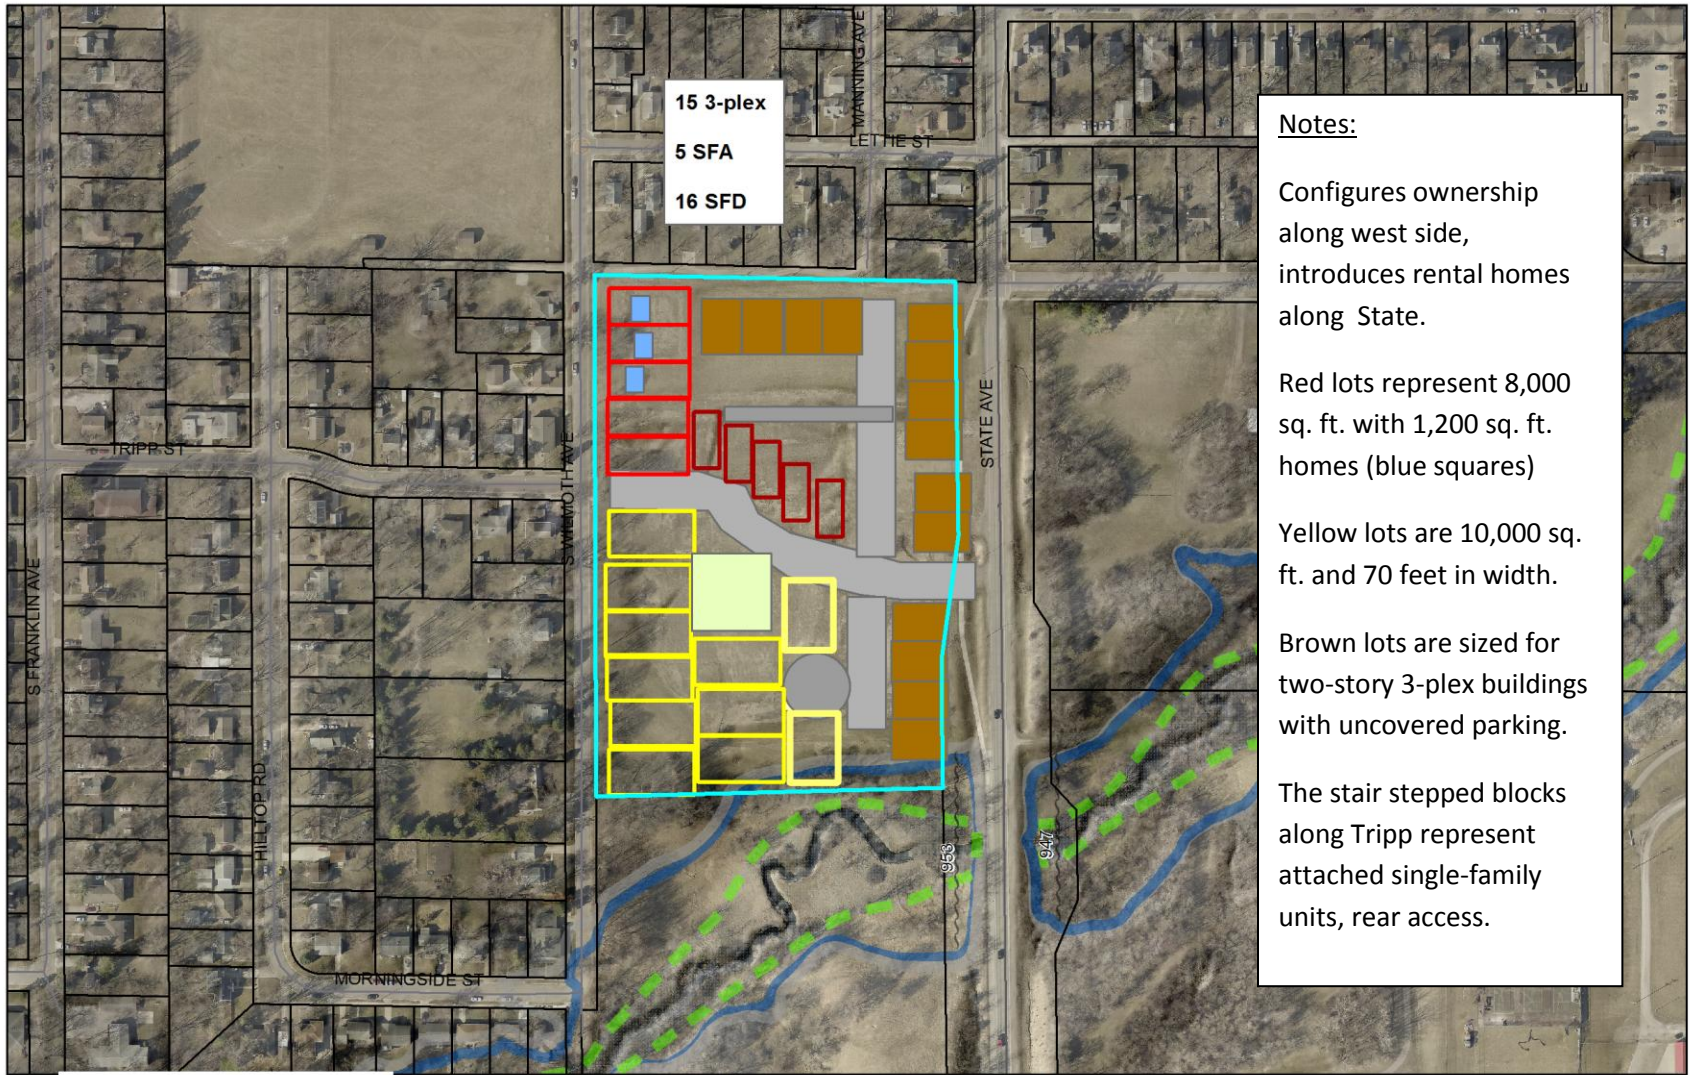 15 3-plex
5 SFA
16 SFD
MANNING AVE
LETTIE ST
E
Notes:
Configures ownership
along west side,
introduces rental homes
along State.
Red lots represent 8,000
sq. ft. with 1,200 sq. ft.
homes (blue squares)
Yellow lots are 10,000 sq.
ft. and 70 feet in width.
Brown lots are sized for
two-story 3-plex buildings
with uncovered parking.
The stair stepped blocks
along Tripp represent
attached single-family
units, rear access.
TRIPP ST
S WILMOTH AVE
STATE AVE
S FRANKLIN AVE
HILLTOP RD
MORNINGSIDE ST
953
947